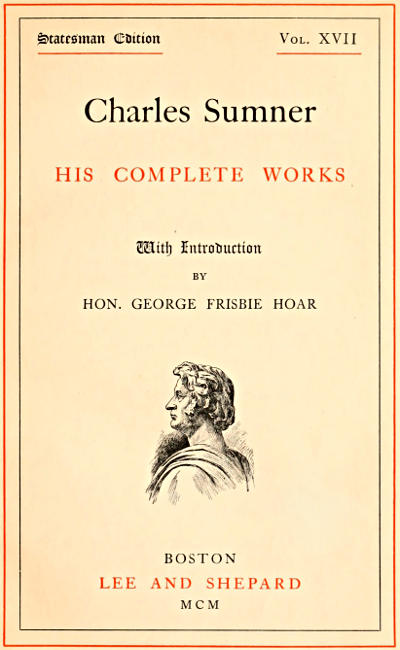 Statesman Edition VOL. XVII
Charles Sumner
HIS COMPLETE WORKS
With Introduction
BY
HON. GEORGE FRISBIE HOAR
BOSTON
LEE AND SHEPARD
MCM